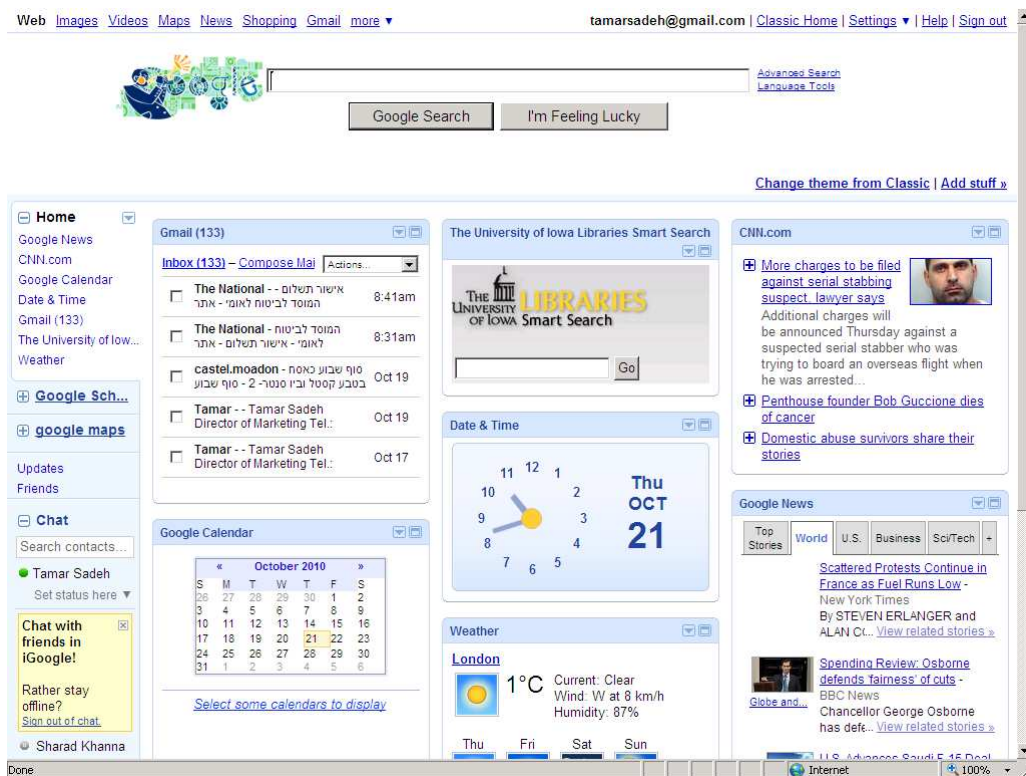 Web Images Videos Maps News Shopping Gmail more ▼
tamarsadeh@gmail.com | Classic Home | Settings ▼ | Help | Sign out
Google
Advanced Search
Language Tools
Google Search
I'm Feeling Lucky
Change theme from Classic | Add stuff »
Home
Google News
CNN.com
Google Calendar
Date & Time
Gmail (133)
The University of Iow...
Weather
Google Sch...
google maps
Updates
Friends
Chat
Search contacts...
Tamar Sadeh
Set status here ▼
Chat with
friends in
iGoogle!
Rather stay
offline?
Sign out of chat.
Sharad Khanna
Gmail (133)
Inbox (133) – Compose Mai
Actions...
The National - - אישור תשלום
המוסד לביטוח לאומי - אתר
8:41am
The National - המוסד לביטוח
לאומי - אישור תשלום - אתר
8:31am
castel.moadon - סוף שבוע כאסח
בטבע קסטל וביו סנטר- 2 - סוף שבוע
Oct 19
Tamar - - Tamar Sadeh
Director of Marketing Tel.:
Oct 19
Tamar - - Tamar Sadeh
Director of Marketing Tel.:
Oct 17
Google Calendar
« October 2010 »
S M T W T F S
26 27 28 29 30 1 2
3 4 5 6 7 8 9
10 11 12 13 14 15 16
17 18 19 20 21 22 23
24 25 26 27 28 29 30
31 1 2 3 4 5 6
Select some calendars to display
The University of Iowa Libraries Smart Search
THE
UNIVERSITY LIBRARIES
OF IOWA Smart Search
Go
Date & Time
12
1
2
3
4
5
6
7
8
9
10
11
Thu
OCT
21
Weather
London
1°C
Current: Clear
Wind: W at 8 km/h
Humidity: 87%
Thu Fri Sat Sun
CNN.com
More charges to be filed
against serial stabbing
suspect, lawyer says
Additional charges will
be announced Thursday against a
suspected serial stabber who was
trying to board an overseas flight when
he was arrested...
Penthouse founder Bob Guccione dies
of cancer
Domestic abuse survivors share their
stories
Google News
Top
Stories
World
U.S.
Business
Sci/Tech
+
Scattered Protests Continue in
France as Fuel Runs Low -
New York Times
By STEVEN ERLANGER and
ALAN C(... View related stories »
Spending Review: Osborne
defends 'fairness' of cuts -
BBC News
Globe and...
Chancellor George Osborne
has defe... View related stories »
U.S. Advances Saudi F-15 Deal
Done
Internet
100%